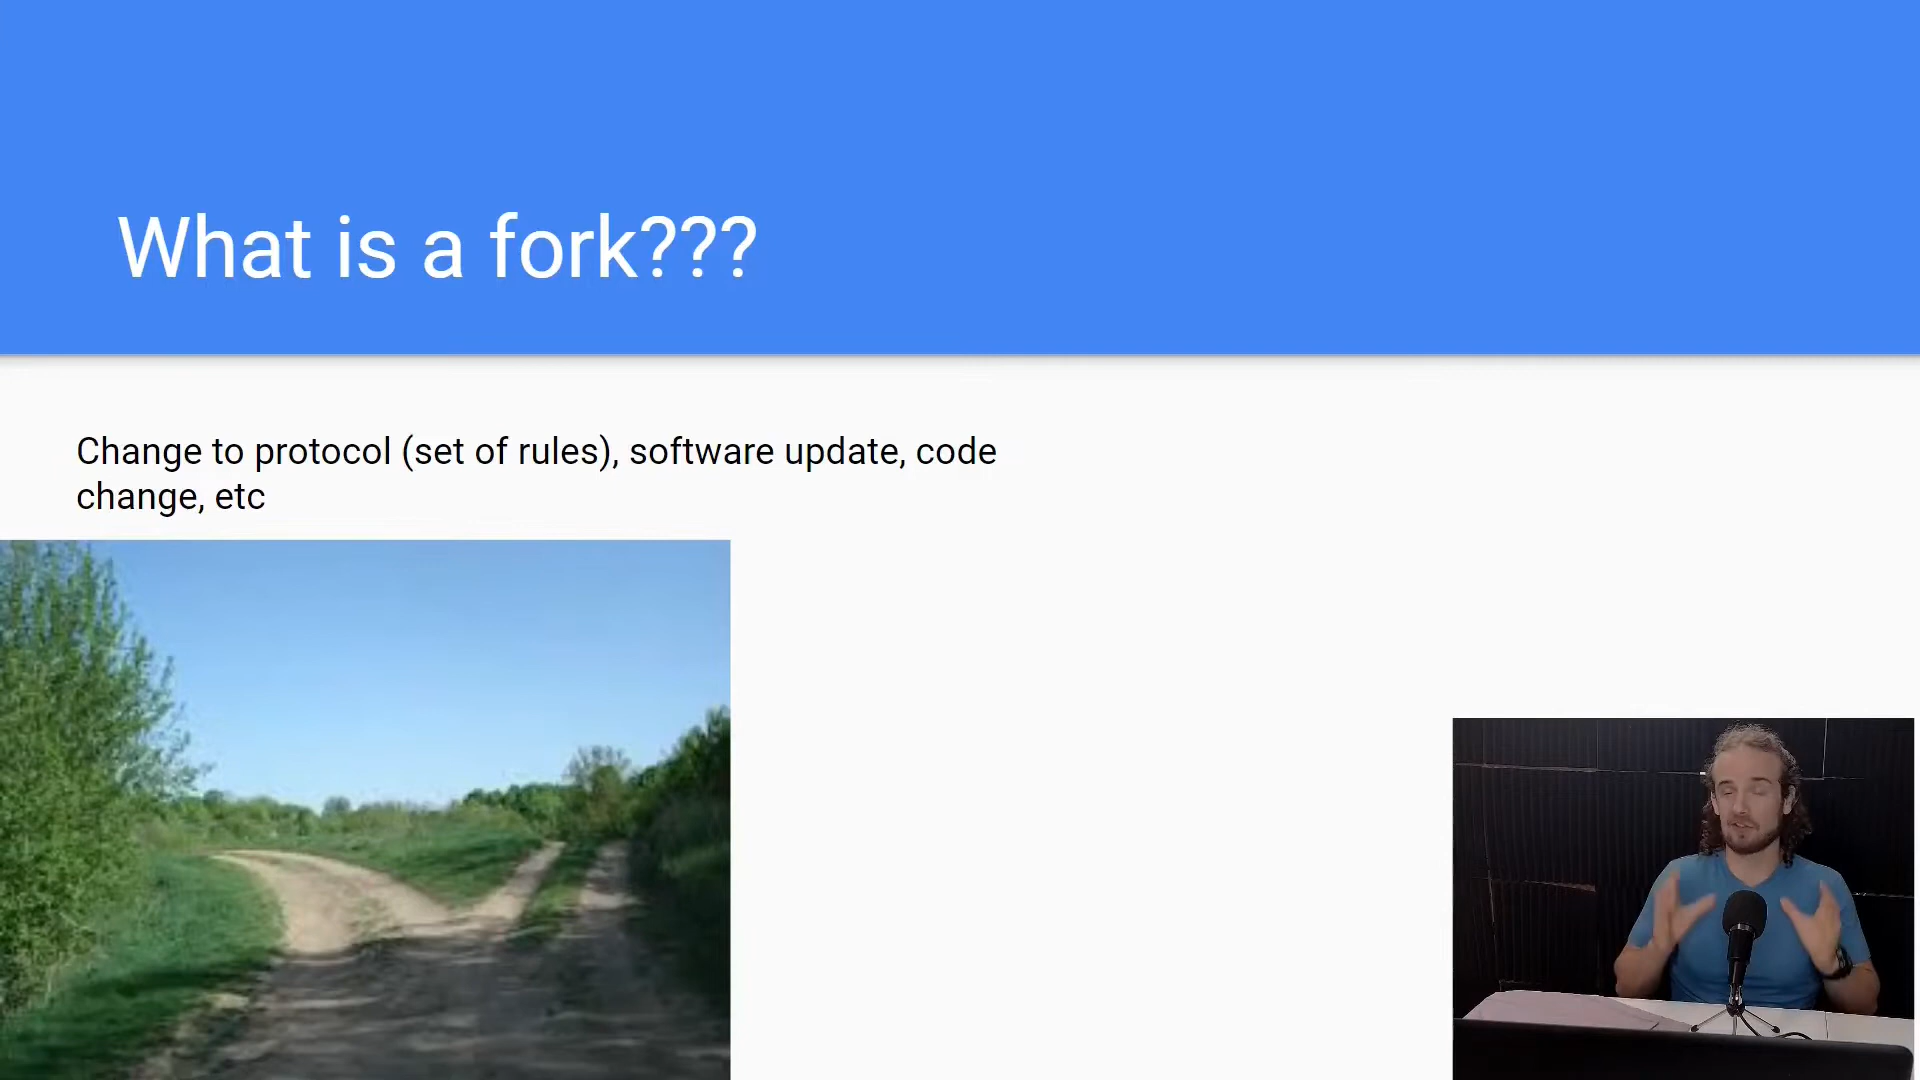 What is a fork???
Change to protocol (set of rules), software update, code
change, etc